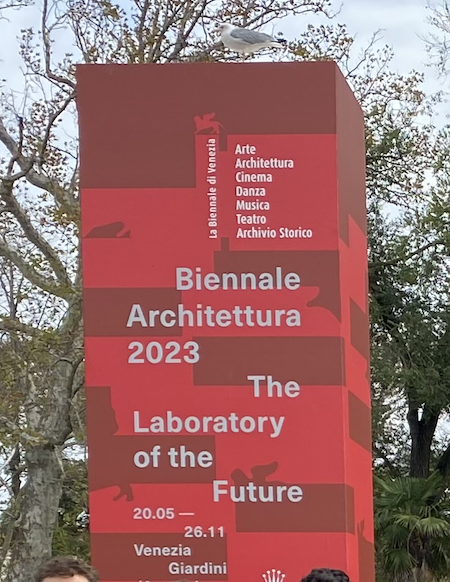 La Biennale di Venezia
Arte
Architettura
Cinema
Danza
Musica
Teatro
Archivio Storico
Biennale
Architettura
2023
The
Laboratory
of the
Future
20.05 —
26.11
Venezia
Giardini